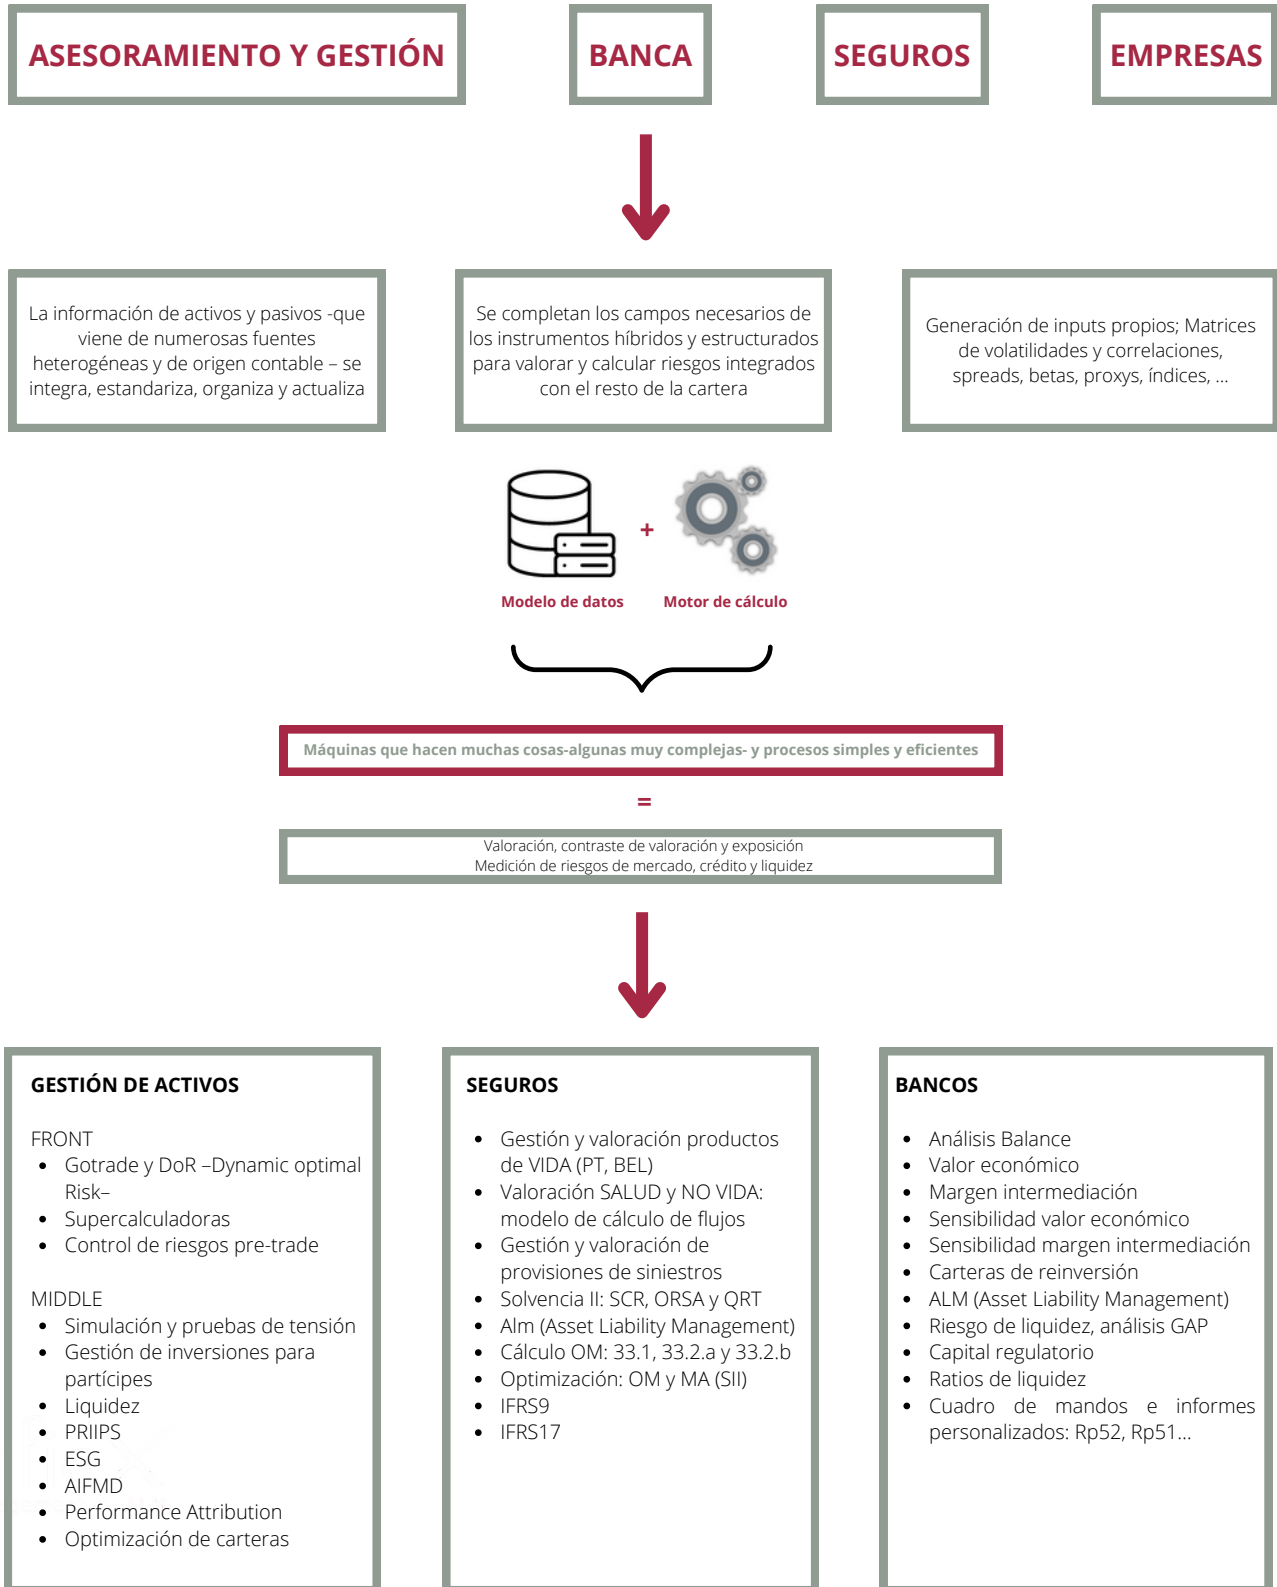 ASESORAMIENTO Y GESTIÓN
BANCA
SEGUROS
EMPRESAS
La información de activos y pasivos -que
viene de numerosas fuentes
heterogéneas y de origen contable – se
integra, estandariza, organiza y actualiza
Se completan los campos necesarios de
los instrumentos híbridos y estructurados
para valorar y calcular riesgos integrados
con el resto de la cartera
Generación de inputs propios; Matrices
de volatilidades y correlaciones,
spreads, betas, proxys, índices, ...
+
Modelo de datos
Motor de cálculo
Máquinas que hacen muchas cosas-algunas muy complejas- y procesos simples y eficientes
=
Valoración, contraste de valoración y exposición
Medición de riesgos de mercado, crédito y liquidez
GESTIÓN DE ACTIVOS
FRONT
• Gotrade y DoR –Dynamic optimal
Risk–
• Supercalculadoras
• Control de riesgos pre-trade
MIDDLE
• Simulación y pruebas de tensión
• Gestión de inversiones para
partícipes
• Liquidez
• PRIIPS
• ESG
• AIFMD
• Performance Attribution
• Optimización de carteras
SEGUROS
• Gestión y valoración productos
de VIDA (PT, BEL)
• Valoración SALUD y NO VIDA:
modelo de cálculo de flujos
• Gestión y valoración de
provisiones de siniestros
• Solvencia II: SCR, ORSA y QRT
• Alm (Asset Liability Management)
• Cálculo OM: 33.1, 33.2.a y 33.2.b
• Optimización: OM y MA (SII)
• IFRS9
• IFRS17
BANCOS
• Análisis Balance
• Valor económico
• Margen intermediación
• Sensibilidad valor económico
• Sensibilidad margen intermediación
• Carteras de reinversión
• ALM (Asset Liability Management)
• Riesgo de liquidez, análisis GAP
• Capital regulatorio
• Ratios de liquidez
• Cuadro de mandos e informes
personalizados: Rp52, Rp51...